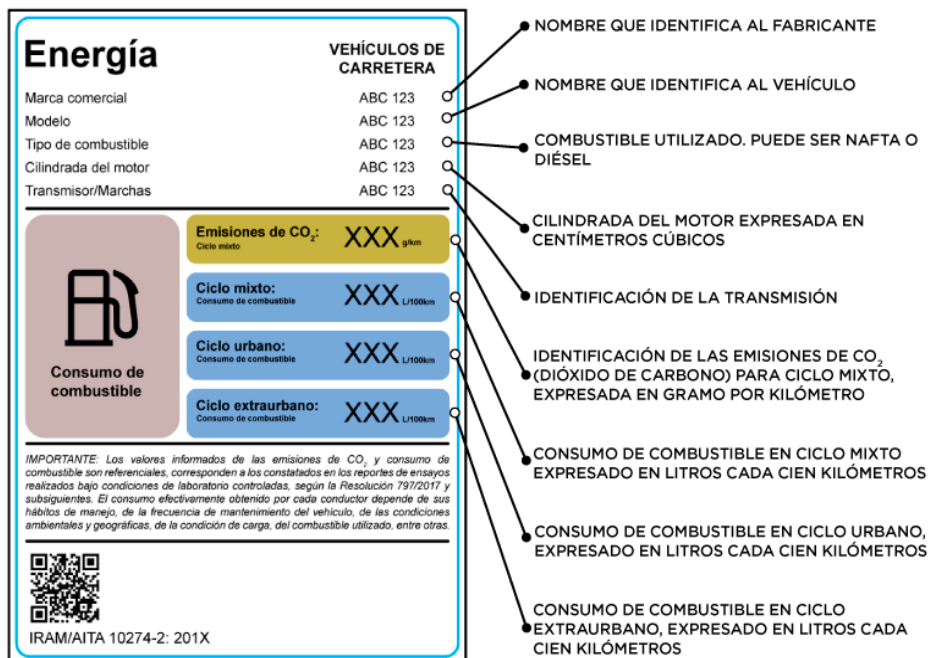 Energía
VEHÍCULOS DE
CARRETERA
Marca comercial ABC 123
Modelo ABC 123
Tipo de combustible ABC 123
Cilindrada del motor ABC 123
Transmisor/Marchas ABC 123
Consumo de
combustible
Emisiones de CO₂: XXX g/km
Ciclo mixto
Ciclo mixto: XXX L/100km
Consumo de combustible
Ciclo urbano: XXX L/100km
Consumo de combustible
Ciclo extraurbano: XXX L/100km
Consumo de combustible
IMPORTANTE: Los valores informados de las emisiones de CO₂ y consumo de
combustible son referenciales, corresponden a los constatados en los reportes de ensayos
realizados bajo condiciones de laboratorio controladas, según la Resolución 797/2017 y
subsiguientes. El consumo efectivamente obtenido por cada conductor depende de sus
hábitos de manejo, de la frecuencia de mantenimiento del vehículo, de las condiciones
ambientales y geográficas, de la condición de carga, del combustible utilizado, entre otras.
IRAM/AITA 10274-2: 201X
NOMBRE QUE IDENTIFICA AL FABRICANTE
NOMBRE QUE IDENTIFICA AL VEHÍCULO
COMBUSTIBLE UTILIZADO. PUEDE SER NAFTA O
DIÉSEL
CILINDRADA DEL MOTOR EXPRESADA EN
CENTÍMETROS CÚBICOS
IDENTIFICACIÓN DE LA TRANSMISIÓN
IDENTIFICACIÓN DE LAS EMISIONES DE CO₂
(DIÓXIDO DE CARBONO) PARA CICLO MIXTO,
EXPRESADA EN GRAMO POR KILÓMETRO
CONSUMO DE COMBUSTIBLE EN CICLO MIXTO
EXPRESADO EN LITROS CADA CIEN KILÓMETROS
CONSUMO DE COMBUSTIBLE EN CICLO URBANO,
EXPRESADO EN LITROS CADA CIEN KILÓMETROS
CONSUMO DE COMBUSTIBLE EN CICLO
EXTRAURBANO, EXPRESADO EN LITROS CADA
CIEN KILÓMETROS